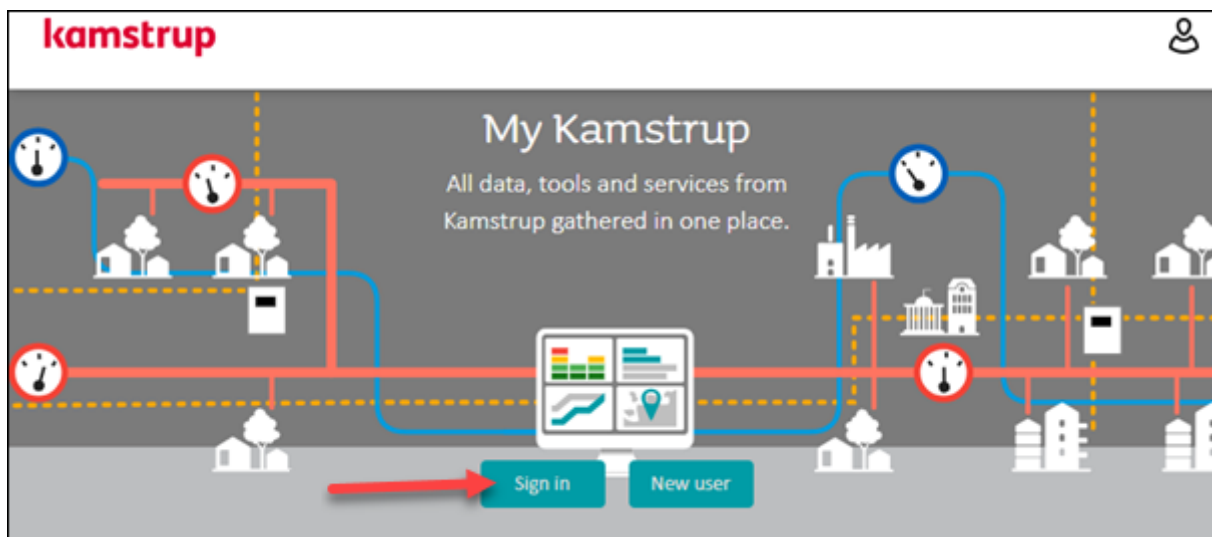 kamstrup
My Kamstrup
All data, tools and services from
Kamstrup gathered in one place.
Sign in
New user